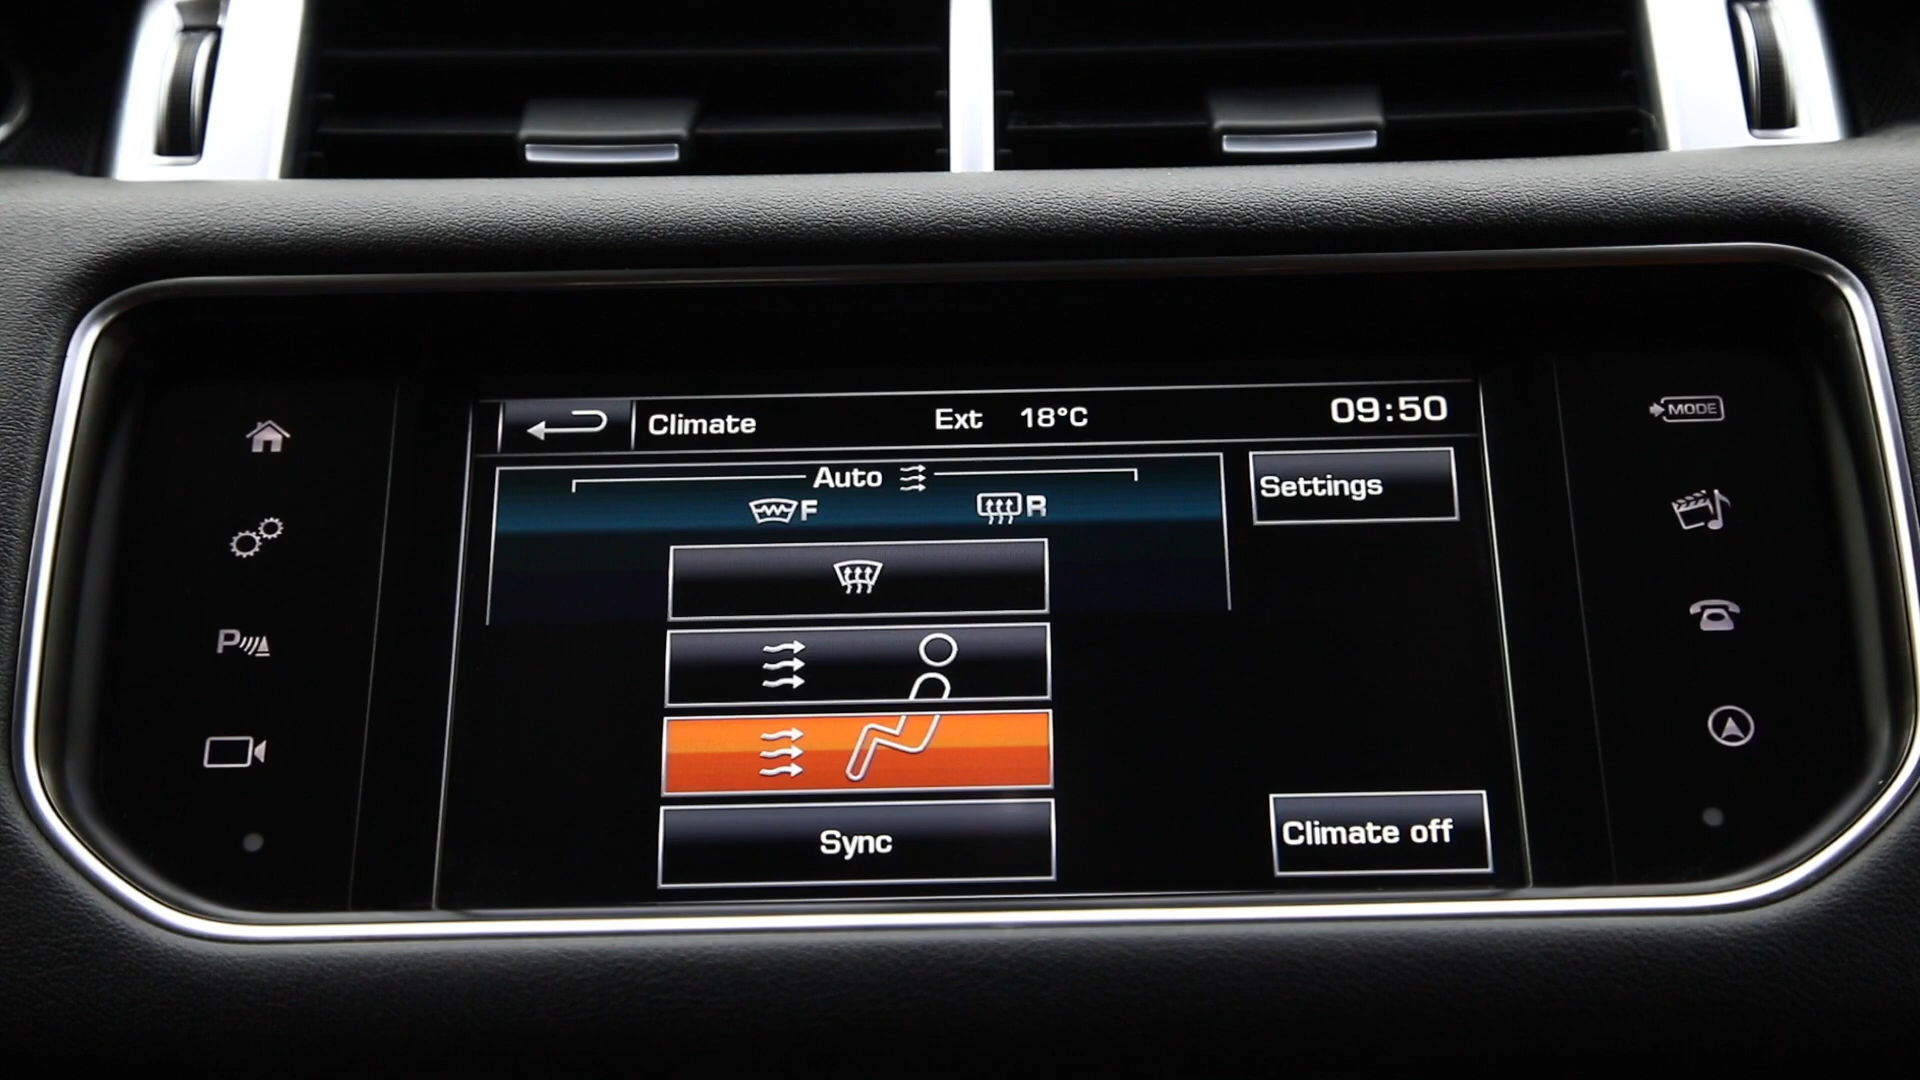 Climate Ext 18°C 09:50
Auto
F R
Settings
Sync
Climate off
MODE
P